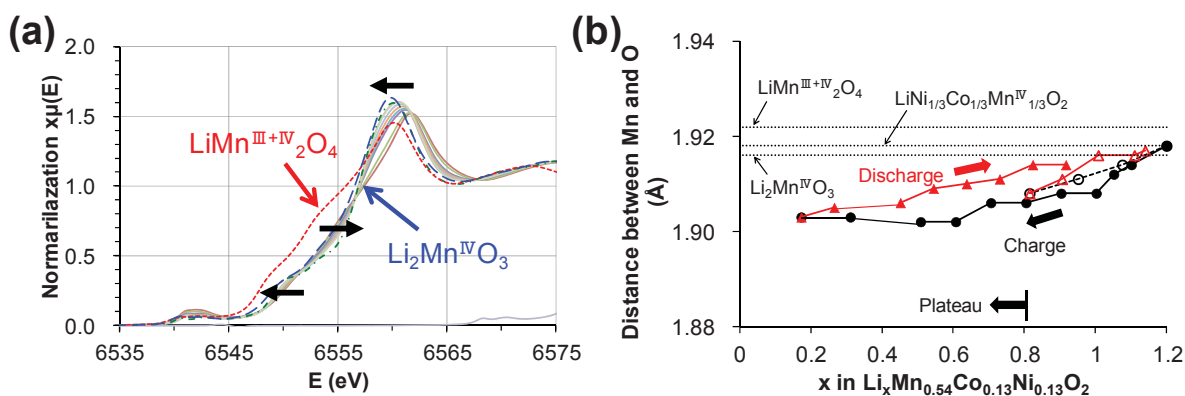 (a)
2.0
1.5
1.0
0.5
0.0
Normarilazation xμ(E)
LiMnᴵᴵᴵ⁺ᴵⱽ₂O₄
Li₂MnᴵⱽO₃
6535
6545
6555
6565
6575
E (eV)
(b)
1.94
1.92
1.90
1.88
Distance between Mn and O
(Å)
LiMnᴵᴵᴵ⁺ᴵⱽ₂O₄
LiNi₁/₃Co₁/₃Mnᴵⱽ₁/₃O₂
Li₂MnᴵⱽO₃
Discharge
Charge
Plateau
0
0.2
0.4
0.6
0.8
1
1.2
x in LiₓMn₀.₅₄Co₀.₁₃Ni₀.₁₃O₂